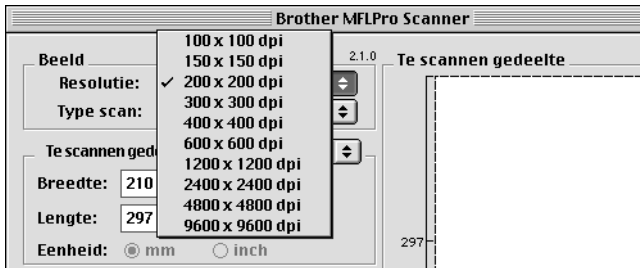 Brother MFLPro Scanner
Beeld
2.1.0
Resolutie:
Type scan:
100 x 100 dpi
150 x 150 dpi
✓ 200 x 200 dpi
300 x 300 dpi
400 x 400 dpi
600 x 600 dpi
1200 x 1200 dpi
2400 x 2400 dpi
4800 x 4800 dpi
9600 x 9600 dpi
Te scannen
Breedte: 210
Lengte: 297
Eenheid: mm inch
Te scannen gedeelte
297